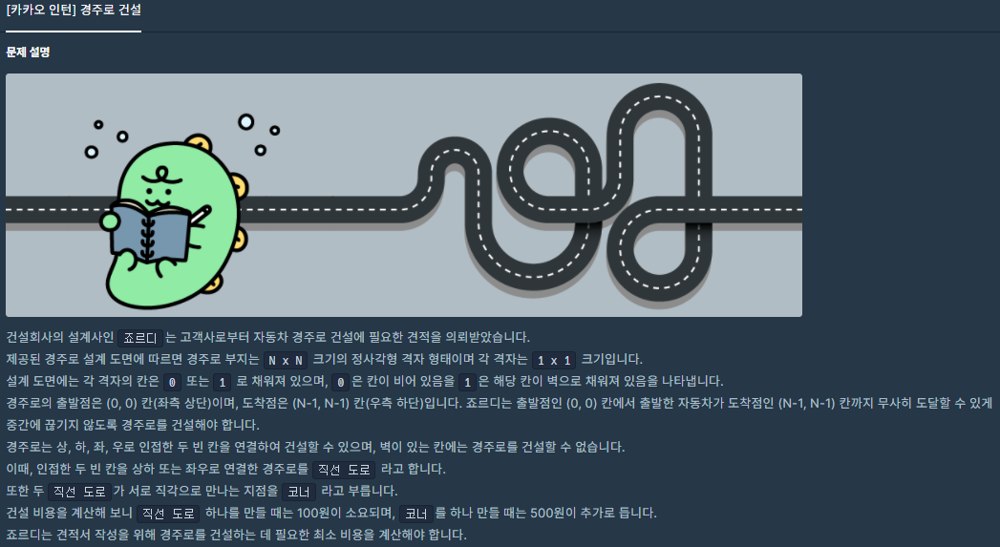 [카카오 인턴] 경주로 건설
문제 설명
건설회사의 설계사인 죠르디 는 고객사로부터 자동차 경주로 건설에 필요한 견적을 의뢰받았습니다.
제공된 경주로 설계 도면에 따르면 경주로 부지는 N x N 크기의 정사각형 격자 형태이며 각 격자는 1 x 1 크기입니다.
설계 도면에는 각 격자의 칸은 0 또는 1 로 채워져 있으며, 0 은 칸이 비어 있음을 1 은 해당 칸이 벽으로 채워져 있음을 나타냅니다.
경주로의 출발점은 (0, 0) 칸(좌측 상단)이며, 도착점은 (N-1, N-1) 칸(우측 하단)입니다. 죠르디는 출발점인 (0, 0) 칸에서 출발한 자동차가 도착점인 (N-1, N-1) 칸까지 무사히 도달할 수 있게
중간에 끊기지 않도록 경주로를 건설해야 합니다.
경주로는 상, 하, 좌, 우로 인접한 두 빈 칸을 연결하여 건설할 수 있으며, 벽이 있는 칸에는 경주로를 건설할 수 없습니다.
이때, 인접한 두 빈 칸을 상하 또는 좌우로 연결한 경주로를 직선 도로 라고 합니다.
또한 두 직선 도로 가 서로 직각으로 만나는 지점을 코너 라고 부릅니다.
건설 비용을 계산해 보니 직선 도로 하나를 만들 때는 100원이 소요되며, 코너 를 하나 만들 때는 500원이 추가로 듭니다.
죠르디는 견적서 작성을 위해 경주로를 건설하는 데 필요한 최소 비용을 계산해야 합니다.